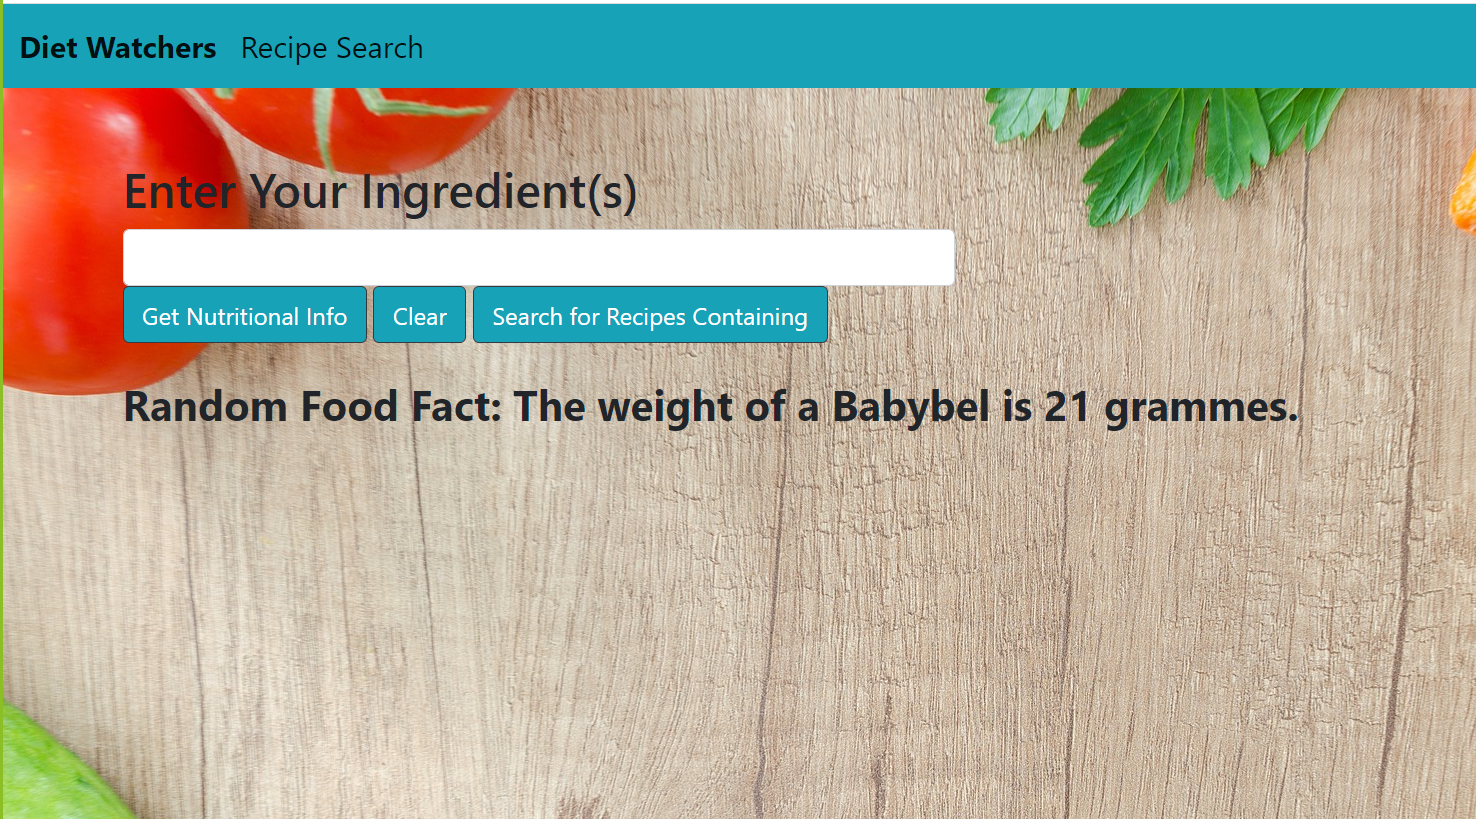 Diet Watchers Recipe Search
Enter Your Ingredient(s)
Get Nutritional Info Clear Search for Recipes Containing
Random Food Fact: The weight of a Babybel is 21 grammes.